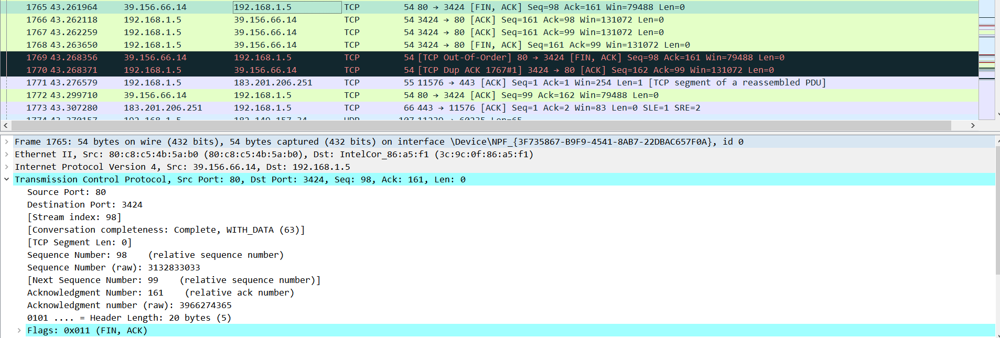 1765 43.261964 39.156.66.14 192.168.1.5 TCP 54 80 → 3424 [FIN, ACK] Seq=98 Ack=161 Win=79488 Len=0
1766 43.262118 192.168.1.5 39.156.66.14 TCP 54 3424 → 80 [ACK] Seq=161 Ack=98 Win=131072 Len=0
1767 43.262259 192.168.1.5 39.156.66.14 TCP 54 3424 → 80 [ACK] Seq=161 Ack=99 Win=131072 Len=0
1768 43.263650 192.168.1.5 39.156.66.14 TCP 54 3424 → 80 [FIN, ACK] Seq=161 Ack=99 Win=131072 Len=0
1769 43.268356 39.156.66.14 192.168.1.5 TCP 54 [TCP Out-Of-Order] 80 → 3424 [FIN, ACK] Seq=98 Ack=161 Win=79488 Len=0
1770 43.268371 192.168.1.5 39.156.66.14 TCP 54 [TCP Dup ACK 1767#1] 3424 → 80 [ACK] Seq=162 Ack=99 Win=131072 Len=0
1771 43.276579 192.168.1.5 183.201.206.251 TCP 55 11576 → 443 [ACK] Seq=1 Ack=1 Win=254 Len=1 [TCP segment of a reassembled PDU]
1772 43.299710 39.156.66.14 192.168.1.5 TCP 54 80 → 3424 [ACK] Seq=99 Ack=162 Win=79488 Len=0
1773 43.307280 183.201.206.251 192.168.1.5 TCP 66 443 → 11576 [ACK] Seq=1 Ack=2 Win=83 Len=0 SLE=1 SRE=2
Frame 1765: 54 bytes on wire (432 bits), 54 bytes captured (432 bits) on interface \Device\NPF_{3F735867-B9F9-4541-8AB7-22DBAC657F0A}, id 0
Ethernet II, Src: 80:c8:c5:4b:5a:b0 (80:c8:c5:4b:5a:b0), Dst: IntelCor_86:a5:f1 (3c:9c:0f:86:a5:f1)
Internet Protocol Version 4, Src: 39.156.66.14, Dst: 192.168.1.5
Transmission Control Protocol, Src Port: 80, Dst Port: 3424, Seq: 98, Ack: 161, Len: 0
Source Port: 80
Destination Port: 3424
[Stream index: 98]
[Conversation completeness: Complete, WITH_DATA (63)]
[TCP Segment Len: 0]
Sequence Number: 98 (relative sequence number)
Sequence Number (raw): 3132833033
[Next Sequence Number: 99 (relative sequence number)]
Acknowledgment Number: 161 (relative ack number)
Acknowledgment number (raw): 3966274365
0101 .... = Header Length: 20 bytes (5)
Flags: 0x011 (FIN, ACK)